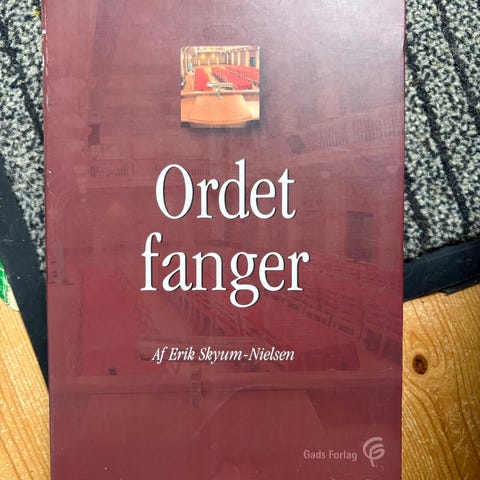 Ordet
fanger
Af Erik Skyum-Nielsen
Gads Forlag